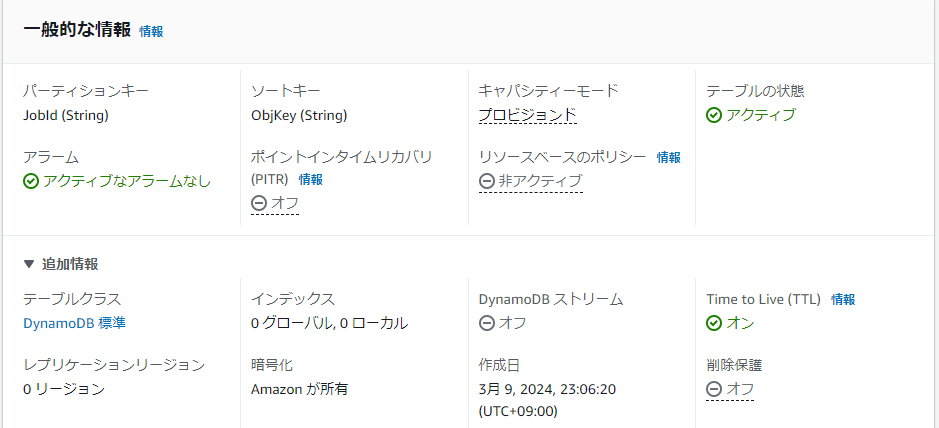 一般的な情報 情報
パーティションキー
JobId (String)
ソートキー
ObjKey (String)
キャパシティーモード
プロビジョンド
テーブルの状態
アクティブ
アラーム
アクティブなアラームなし
ポイントインタイムリカバリ
(PITR) 情報
オフ
リソースベースのポリシー 情報
非アクティブ
追加情報
テーブルクラス
DynamoDB 標準
インデックス
0 グローバル, 0 ローカル
DynamoDB ストリーム
オフ
Time to Live (TTL) 情報
オン
レプリケーションリージョン
0 リージョン
暗号化
Amazon が所有
作成日
3月 9, 2024, 23:06:20
(UTC+09:00)
削除保護
オフ